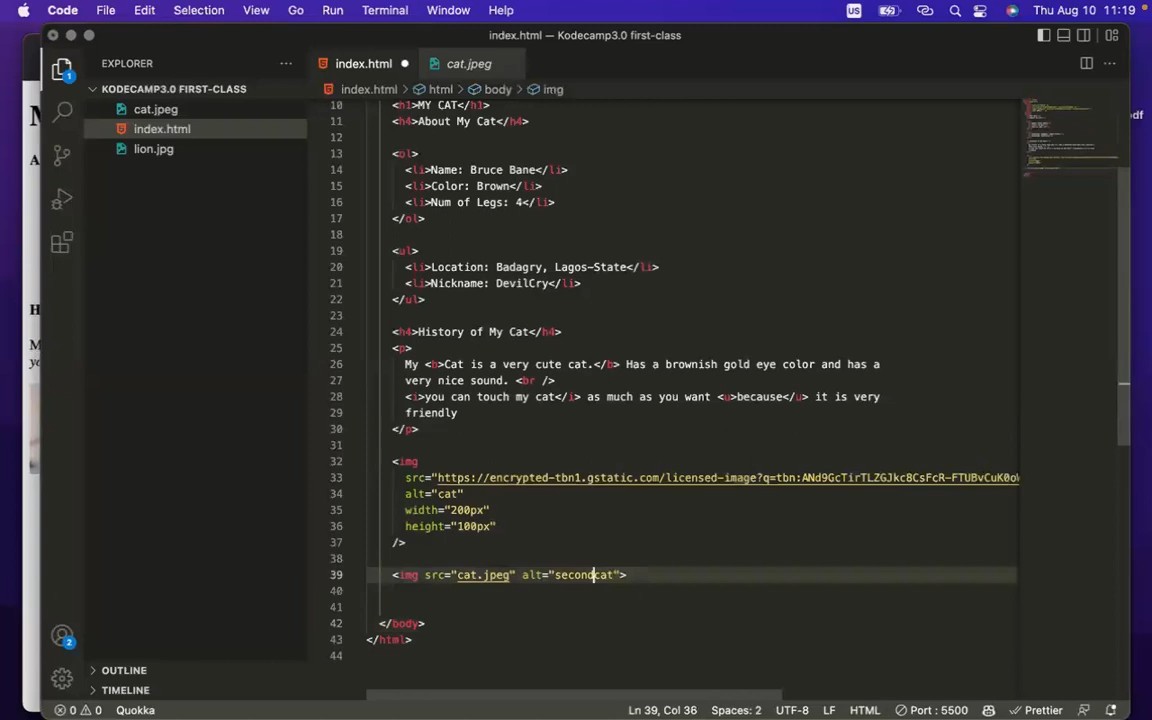 Code File Edit Selection View Go Run Terminal Window Help US Thu Aug 10 11:19
index.html — Kodecamp3.0 first-class
EXPLORER
index.html
cat.jpeg
KODECAMP3.0 FIRST-CLASS
index.html html body img
cat.jpeg
index.html
lion.jpg
1
2
10 <h1>MY CAT</h1>
11 <h4>About My Cat</h4>
12
13 <ol>
14 <li>Name: Bruce Bane</li>
15 <li>Color: Brown</li>
16 <li>Num of Legs: 4</li>
17 </ol>
18
19 <ul>
20 <li>Location: Badagry, Lagos-State</li>
21 <li>Nickname: DevilCry</li>
22 </ul>
23
24 <h4>History of My Cat</h4>
25 <p>
26 My <b>Cat is a very cute cat.</b> Has a brownish gold eye color and has a
27 very nice sound. <br />
28 <i>you can touch my cat</i> as much as you want <u>because</u> it is very
29 friendly
30 </p>
31
32 <img
33 src="https://encrypted-tbn1.gstatic.com/licensed-image?q=tbn:
34 alt="cat"
35 width="200px"
36 height="100px"
37 />
38
39 <img src="cat.jpeg" alt="secondcat">
40
41
42 </body>
43 </html>
44
OUTLINE
TIMELINE
0 0 Quokka Ln 39, Col 36 Spaces: 2 UTF-8 LF HTML Port : 5500 Prettier